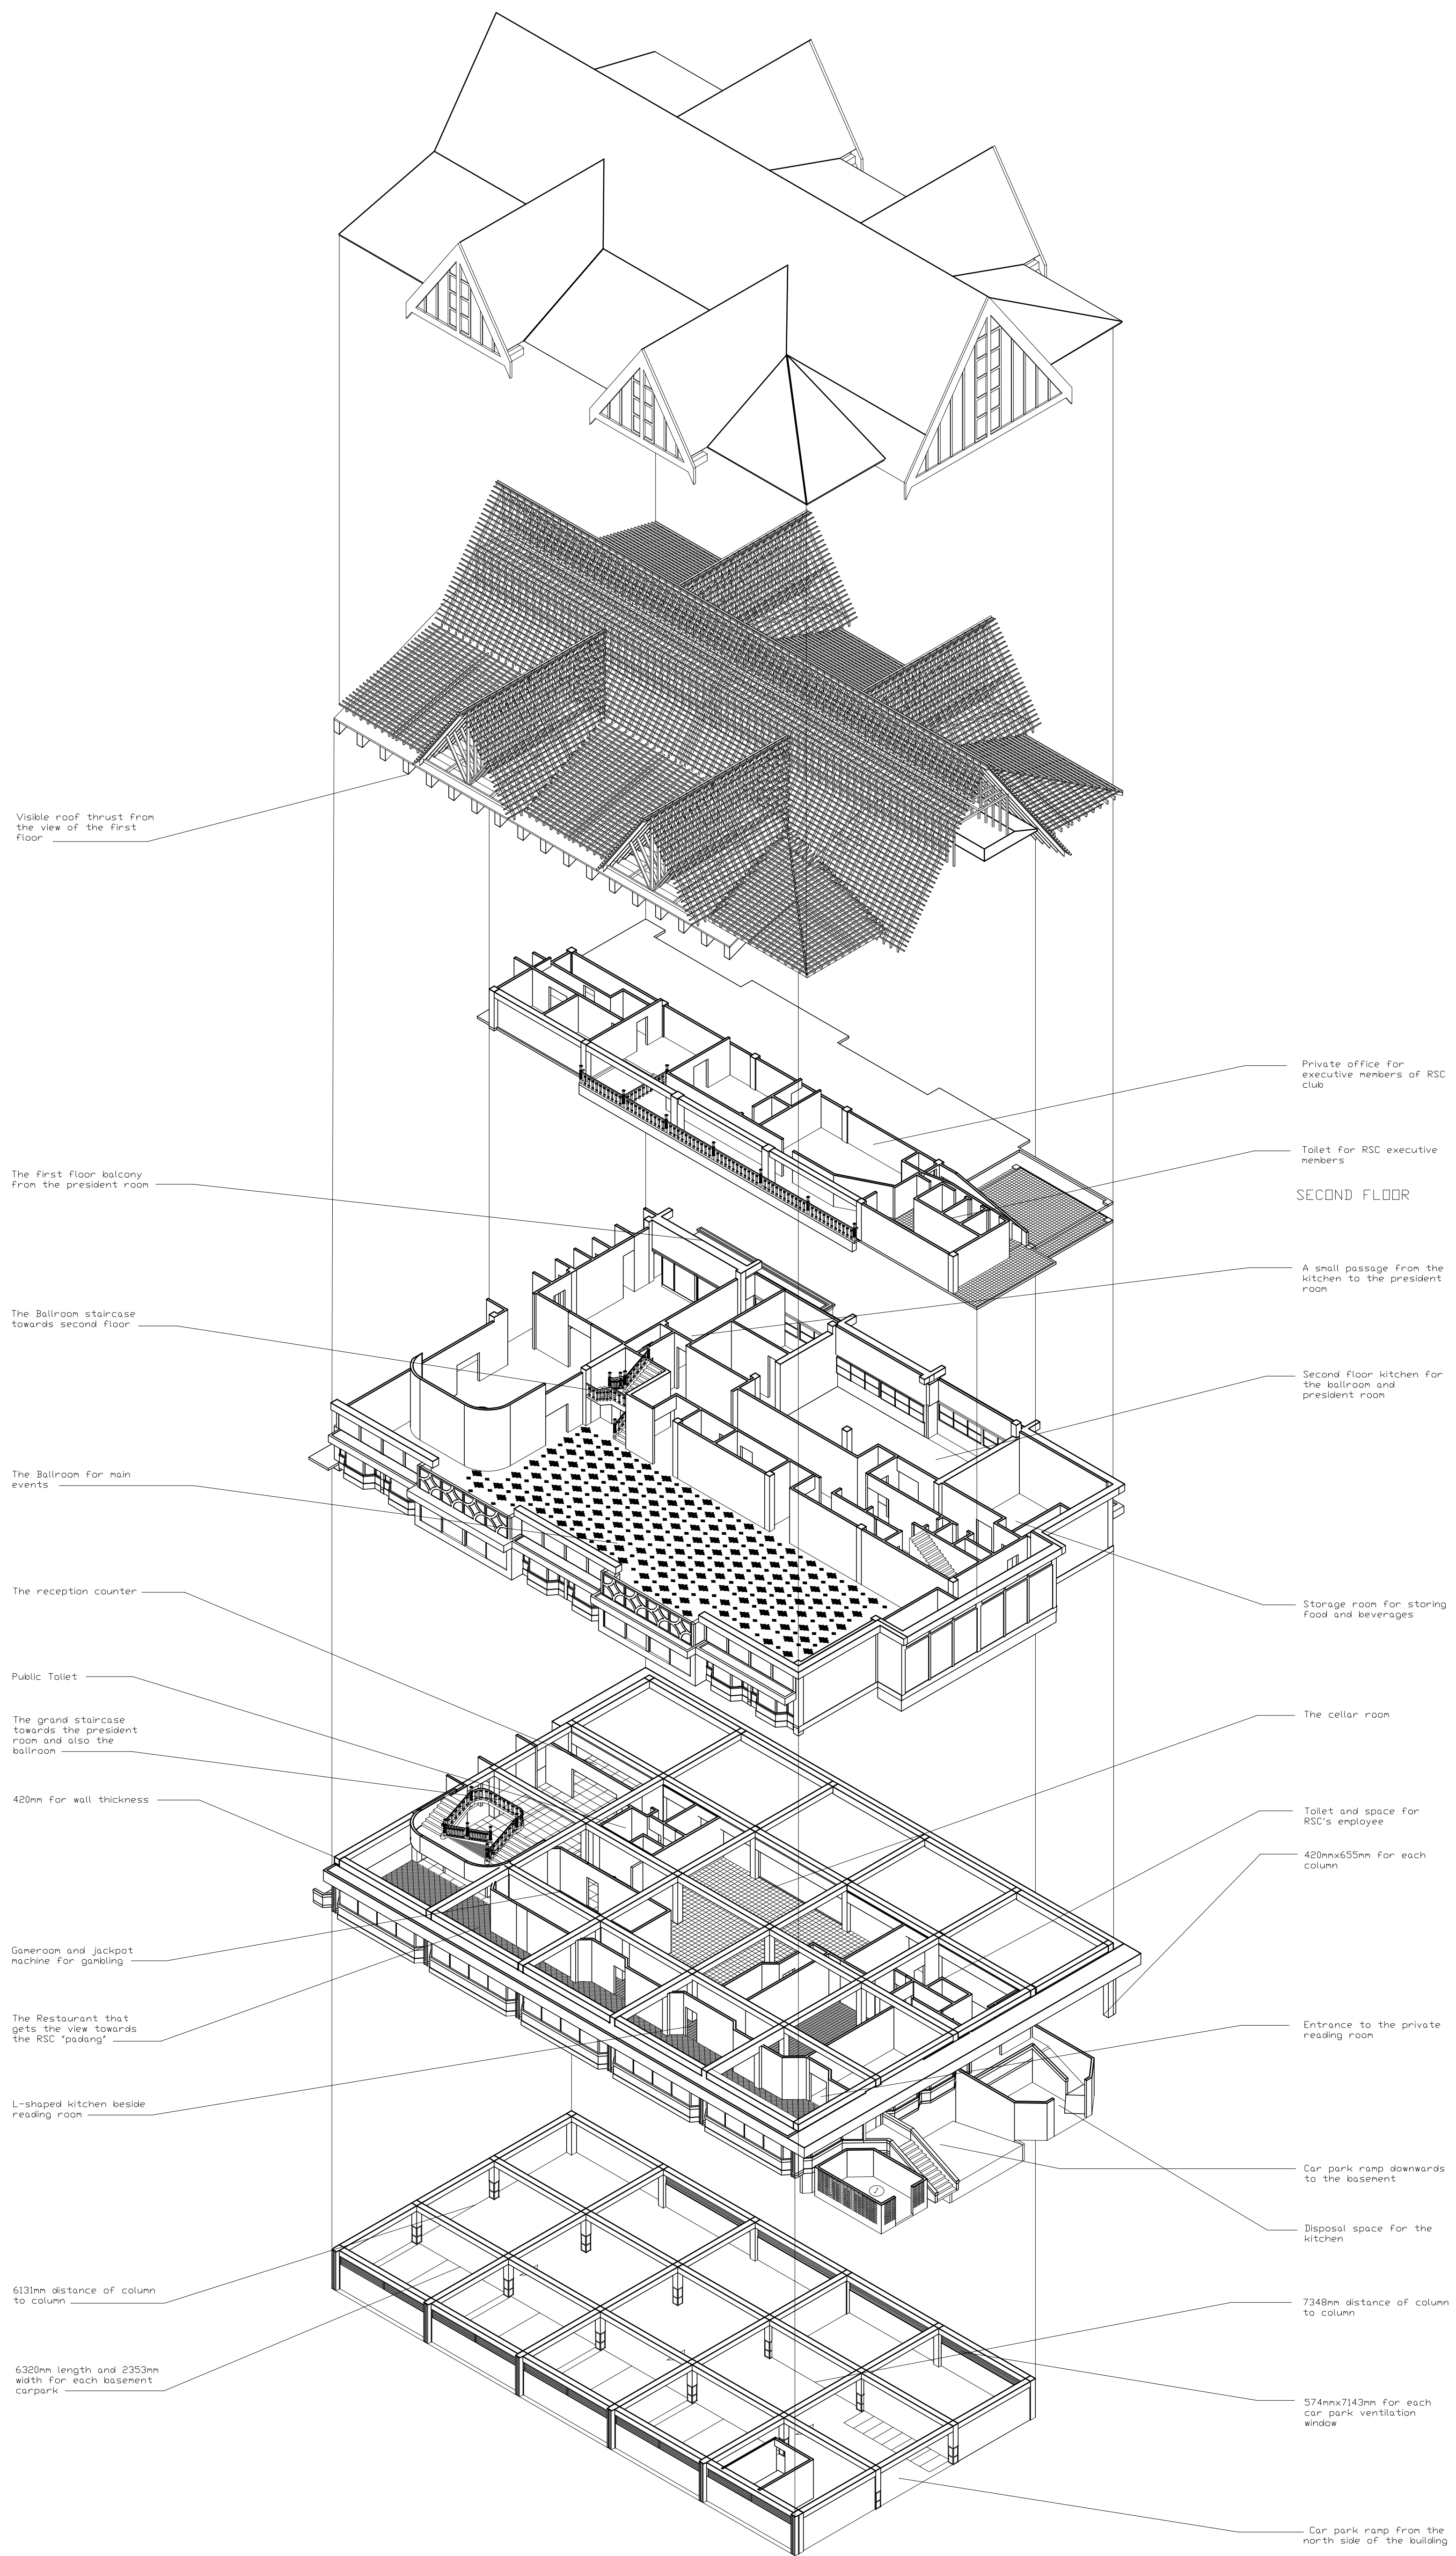 Visible roof thrust from
the view of the first
floor
Private office for
executive members of RSC
club
Toilet for RSC executive
members
SECOND FLOOR
The first floor balcony
from the president room
A small passage from the
kitchen to the president
room
The Ballroom staircase
towards second floor
Second floor kitchen for
the ballroom and
president room
The Ballroom for main
events
The reception counter
Storage room for storing
food and beverages
Public Toliet
The grand staircase
towards the president
room and also the
ballroom
The cellar room
420mm for wall thickness
Toilet and space for
RSC's employee
420mmx655mm for each
column
Gameroom and jackpot
machine for gambling
The Restaurant that
gets the view towards
the RSC "padang"
Entrance to the private
reading room
L-shaped kitchen beside
reading room
Car park ramp downwards
to the basement
Disposal space for the
kitchen
6131mm distance of column
to column
7348mm distance of column
to column
6320mm length and 2353mm
width for each basement
carpark
574mmx7143mm for each
car park ventilation
window
Car park ramp from the
north side of the building